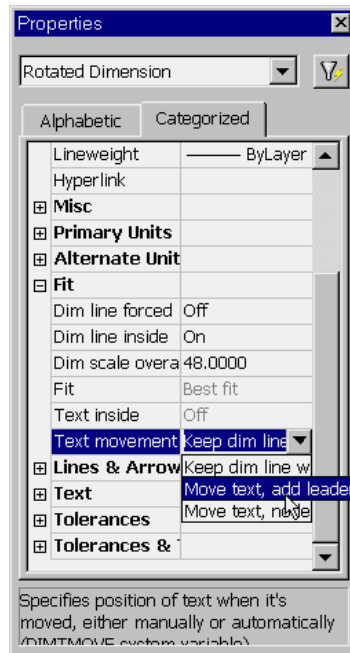 Properties
Rotated Dimension
Alphabetic Categorized
Lineweight ByLayer
Hyperlink
Misc
Primary Units
Alternate Unit
Fit
Dim line forced Off
Dim line inside On
Dim scale overa 48.0000
Fit Best fit
Text inside Off
Text movement Keep dim line
Lines & Arrow Keep dim line w
Text Move text, add leade
Tolerances Move text, no
Tolerances &
Specifies position of text when it's
moved, either manually or automatically
(DIMTMOVE system variable)